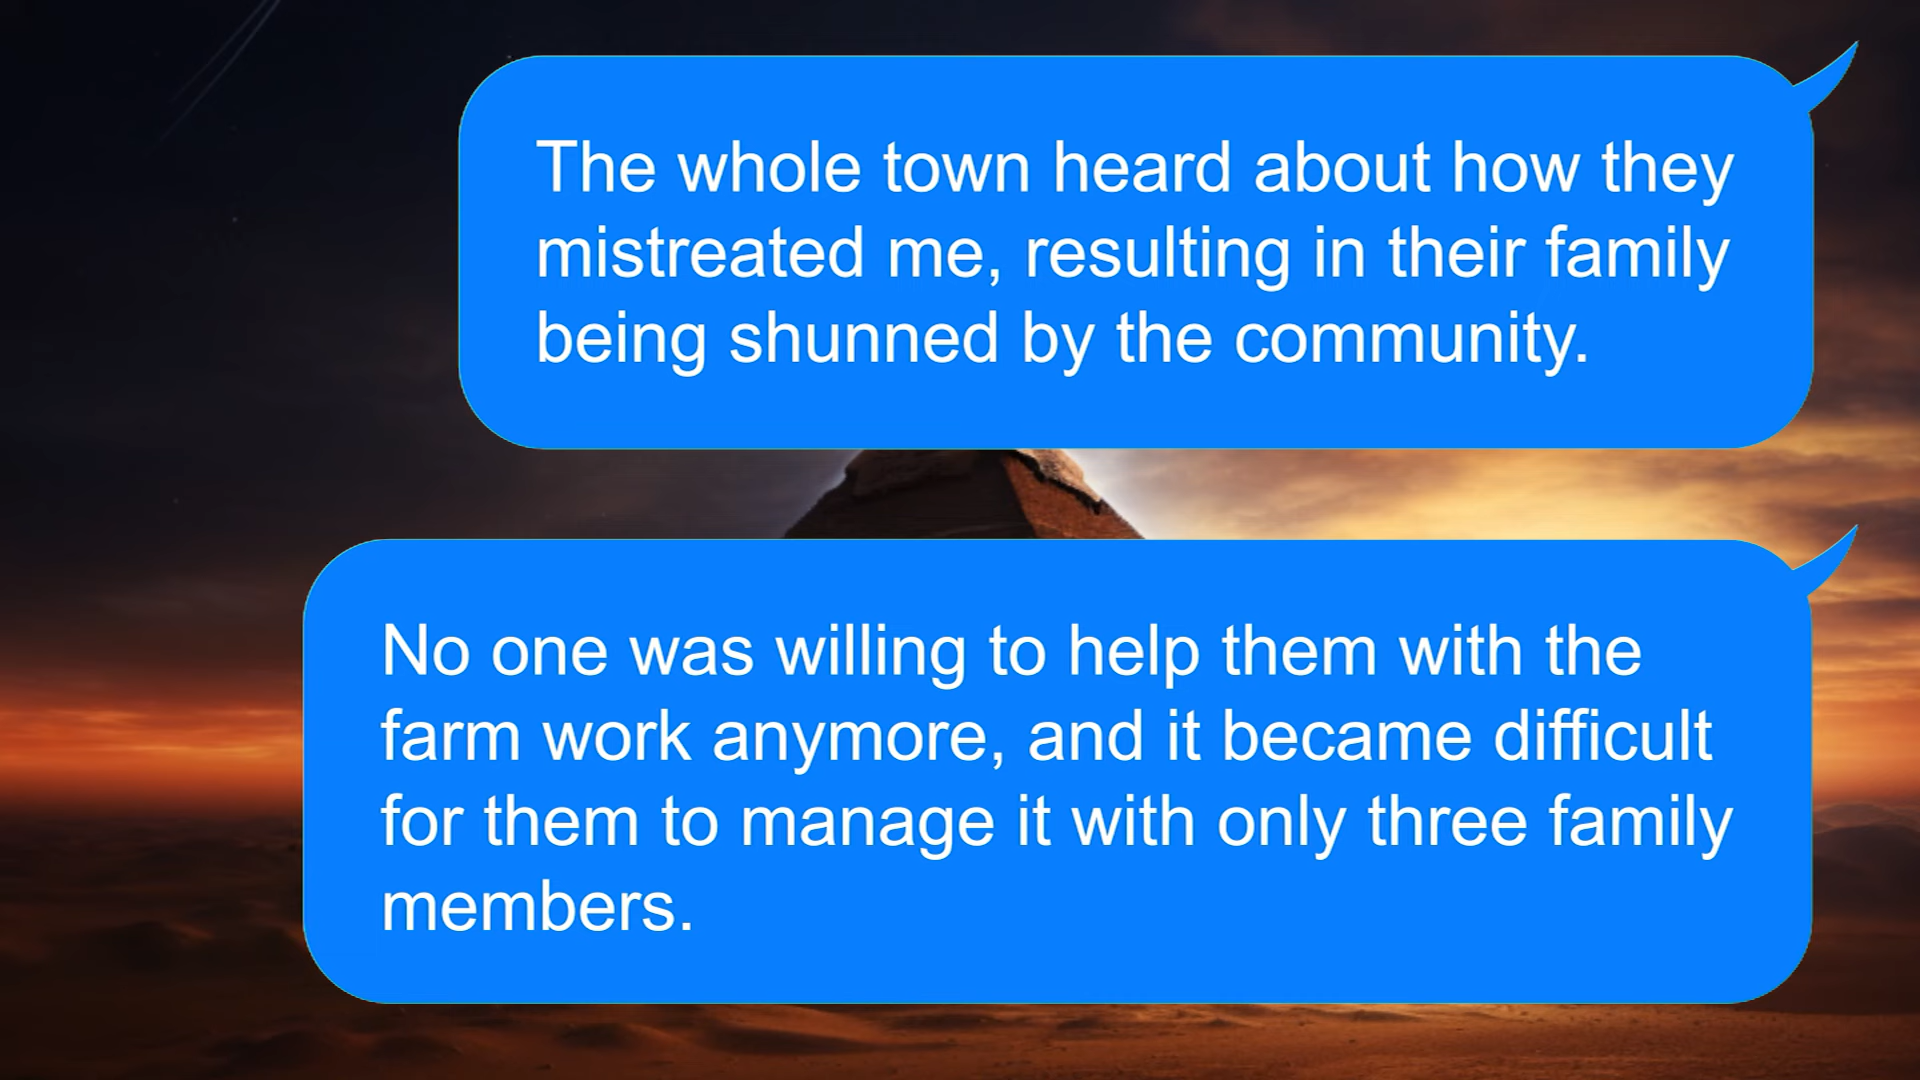 The whole town heard about how they
mistreated me, resulting in their family
being shunned by the community.
No one was willing to help them with the
farm work anymore, and it became difficult
for them to manage it with only three family
members.